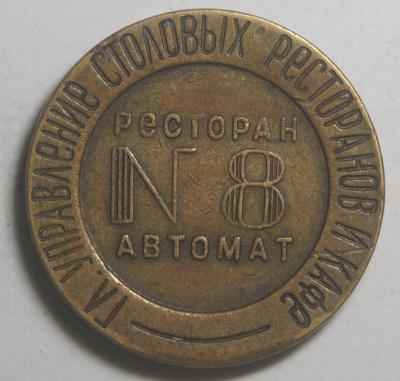 ГЛ. УПРАВЛЕНИЕ СТОЛОВЫХ РЕСТОРАНОВ И КАФЕ
РЕСТОРАН
N 8
АВТОМАТ